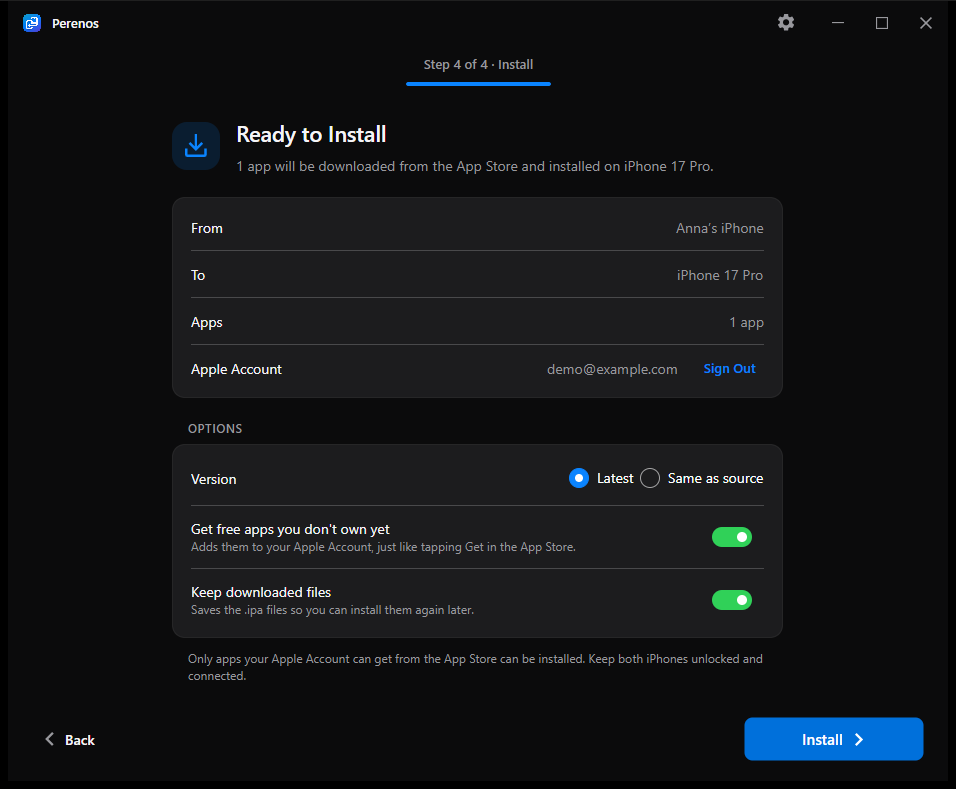 Perenos
Step 4 of 4 · Install
Ready to Install
1 app will be downloaded from the App Store and installed on iPhone 17 Pro.
From Anna's iPhone
To iPhone 17 Pro
Apps 1 app
Apple Account demo@example.com Sign Out
OPTIONS
Version Latest Same as source
Get free apps you don't own yet
Adds them to your Apple Account, just like tapping Get in the App Store.
Keep downloaded files
Saves the .ipa files so you can install them again later.
Only apps your Apple Account can get from the App Store can be installed. Keep both iPhones unlocked and
connected.
Back Install